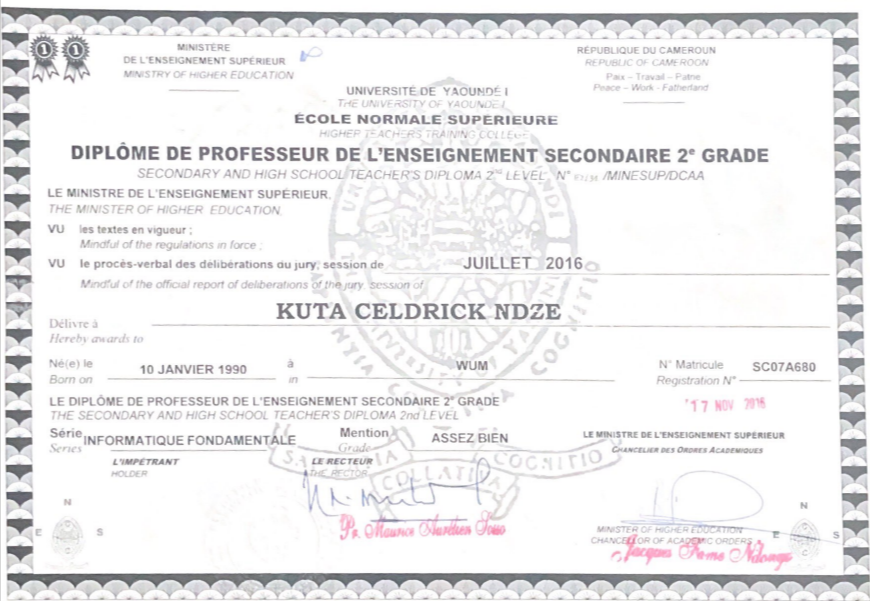 MINISTÈRE
DE L'ENSEIGNEMENT SUPÉRIEUR
MINISTRY OF HIGHER EDUCATION
RÉPUBLIQUE DU CAMEROUN
REPUBLIC OF CAMEROON
Paix – Travail – Patrie
Peace – Work - Fatherland
UNIVERSITÉ DE YAOUNDÉ I
THE UNIVERSITY OF YAOUNDE I
ÉCOLE NORMALE SUPÉRIEURE
HIGHER TEACHERS TRAINING COLLEGE
DIPLÔME DE PROFESSEUR DE L'ENSEIGNEMENT SECONDAIRE 2e GRADE
SECONDARY AND HIGH SCHOOL TEACHER'S DIPLOMA 2nd LEVEL, N° /MINESUP/DCAA
LE MINISTRE DE L'ENSEIGNEMENT SUPÉRIEUR,
THE MINISTER OF HIGHER EDUCATION,
VU les textes en vigueur ;
Mindful of the regulations in force ;
VU le procès-verbal des délibérations du jury, session de JUILLET 2016
Mindful of the official report of deliberations of the jury, session of
KUTA CELDRICK NDZE
Délivre à
Hereby awards to
Né(e) le 10 JANVIER 1990 à WUM N° Matricule SC07A680
Born on in Registration N°
LE DIPLÔME DE PROFESSEUR DE L'ENSEIGNEMENT SECONDAIRE 2e GRADE
THE SECONDARY AND HIGH SCHOOL TEACHER'S DIPLOMA 2nd LEVEL
17 NOV 2016
Série INFORMATIQUE FONDAMENTALE Mention ASSEZ BIEN
Series Grade
LE MINISTRE DE L'ENSEIGNEMENT SUPÉRIEUR
CHANCELIER DES ORDRES ACADEMIQUES
L'IMPÉTRANT
HOLDER
LE RECTEUR
THE RECTOR
COLLATIA
COGNITIO
Pr. Maurice Aurélien Sosso
MINISTER OF HIGHER EDUCATION
CHANCELLOR OF ACADEMIC ORDERS
Jacques Fame Ndongo
N
E
S
N
E
S